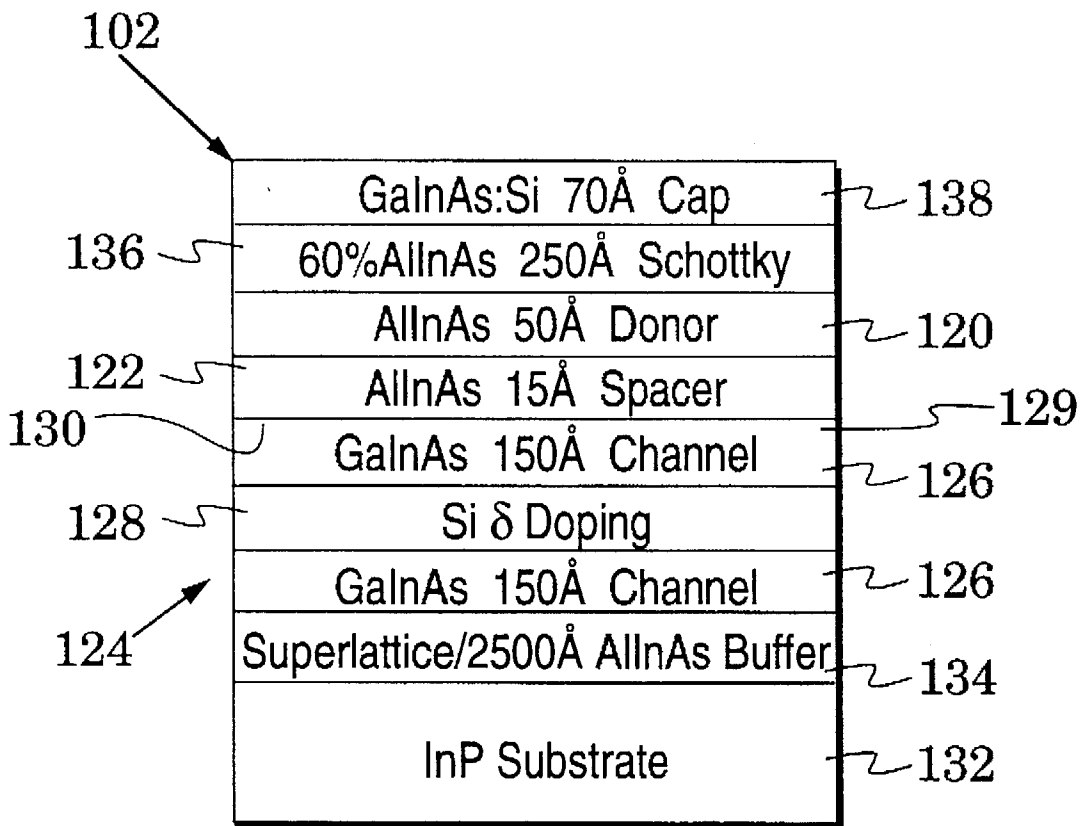 102
GaInAs:Si 70Å Cap
138
136
60%AlInAs 250Å Schottky
AlInAs 50Å Donor
120
122
AlInAs 15Å Spacer
129
130
GaInAs 150Å Channel
126
128
Si δ Doping
GaInAs 150Å Channel
126
124
Superlattice/2500Å AlInAs Buffer
134
InP Substrate
132